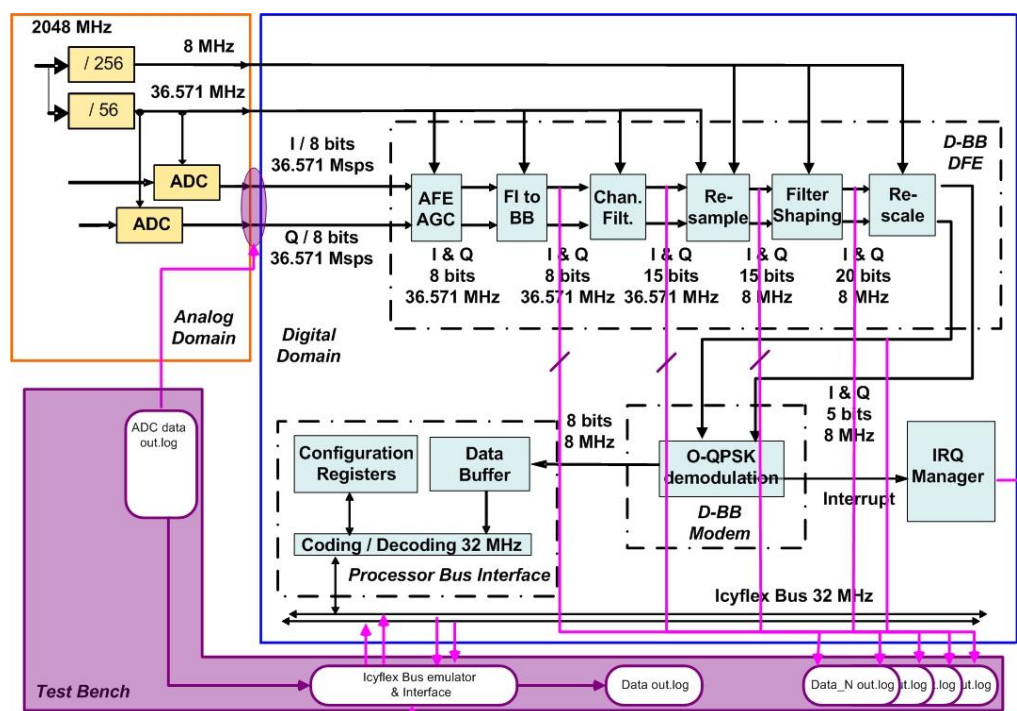 2048 MHz
8 MHz
/ 256
36.571 MHz
/ 56
I / 8 bits
36.571 Msps
D-BB
DFE
ADC
ADC
AFE
AGC
FI to
BB
Chan.
Filt.
Re-
sample
Filter
Shaping
Re-
scale
Q / 8 bits
36.571 Msps
I & Q
8 bits
36.571 MHz
I & Q
8 bits
36.571 MHz
I & Q
15 bits
36.571 MHz
I & Q
15 bits
8 MHz
I & Q
20 bits
8 MHz
Analog
Domain
Digital
Domain
I & Q
5 bits
8 MHz
ADC data
out.log
8 bits
8 MHz
Configuration
Registers
Data
Buffer
O-QPSK
demodulation
IRQ
Manager
Interrupt
D-BB
Modem
Coding / Decoding 32 MHz
Processor Bus Interface
Icyflex Bus 32 MHz
Test Bench
Icyflex Bus emulator
& Interface
Data out.log
Data_N out.log
ut.log
t.log
ut.log